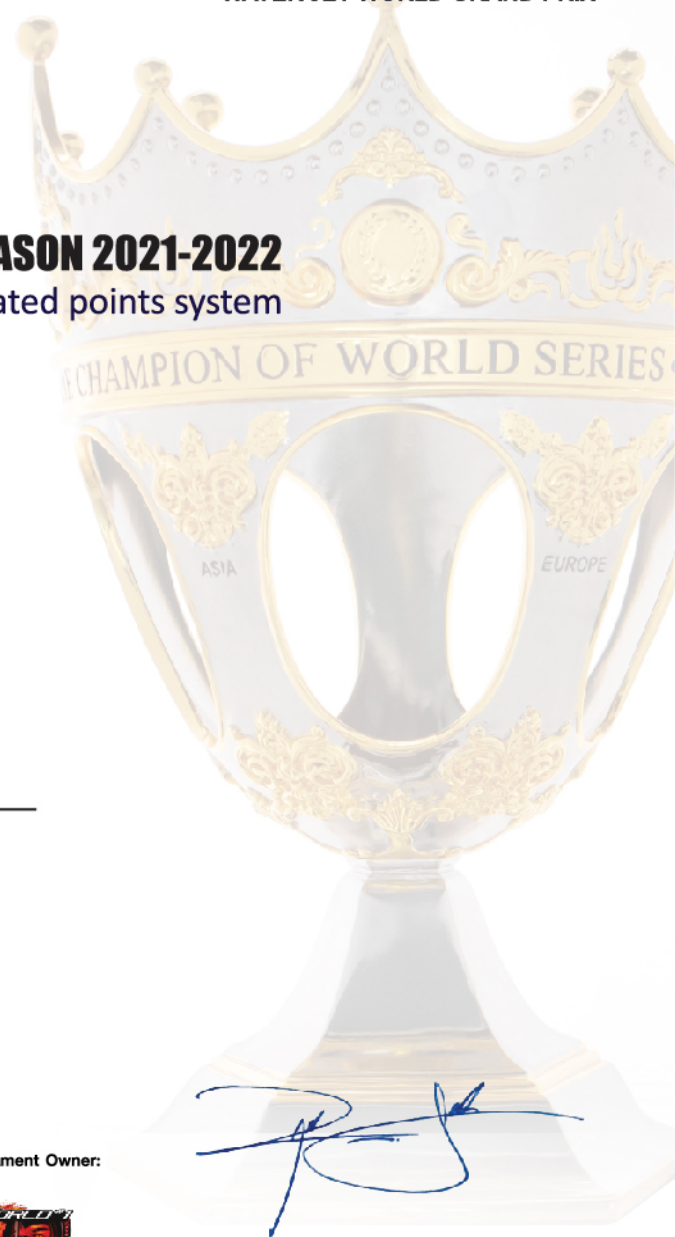 ASON 2021-2022
ated points system
CHAMPION OF WORLD SERIES
ASIA
EUROPE
ment Owner: